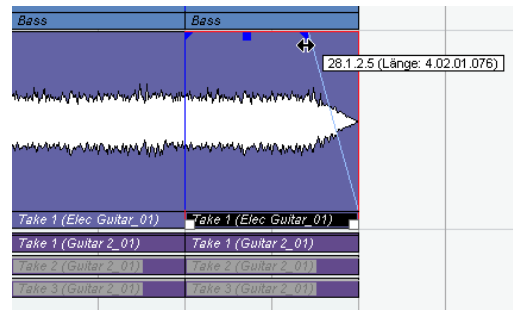 Bass Bass
28.1.2.5 (Länge: 4.02.01.076)
Take 1 (Elec Guitar_01) Take 1 (Elec Guitar_01)
Take 1 (Guitar 2_01) Take 1 (Guitar 2_01)
Take 2 (Guitar 2_01) Take 2 (Guitar 2_01)
Take 3 (Guitar 2_01) Take 3 (Guitar 2_01)